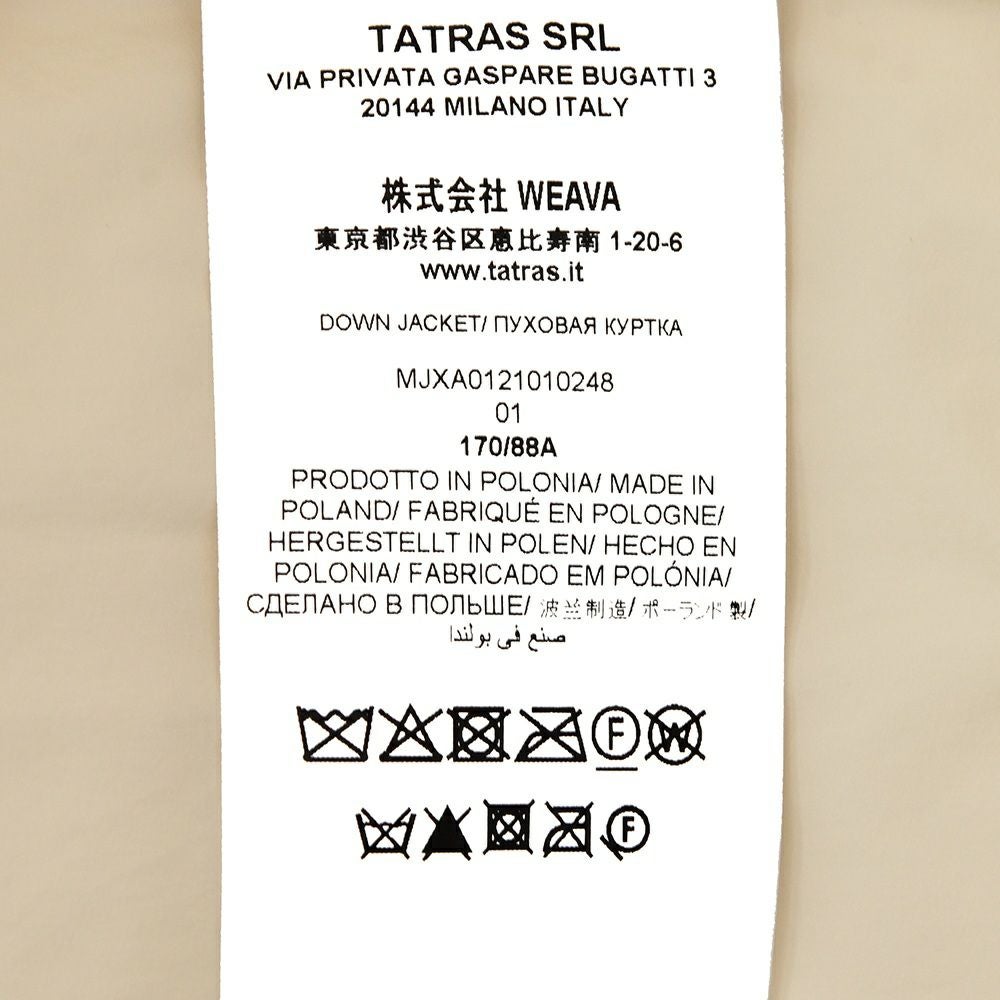 TATRAS SRL
VIA PRIVATA GASPARE BUGATTI 3
20144 MILANO ITALY
株式会社 WEAVA
東京都渋谷区恵比寿南 1-20-6
www.tatras.it
DOWN JACKET/ ПУХОВАЯ КУРТКА
MJXA0121010248
01
170/88A
PRODOTTO IN POLONIA/ MADE IN
POLAND/ FABRIQUÉ EN POLOGNE/
HERGESTELLT IN POLEN/ HECHO EN
POLONIA/ FABRICADO EM POLÓNIA/
СДЕЛАНО В ПОЛЬШЕ/ 波兰制造/ ポーランド製/
صنع في بولندا
F W
F